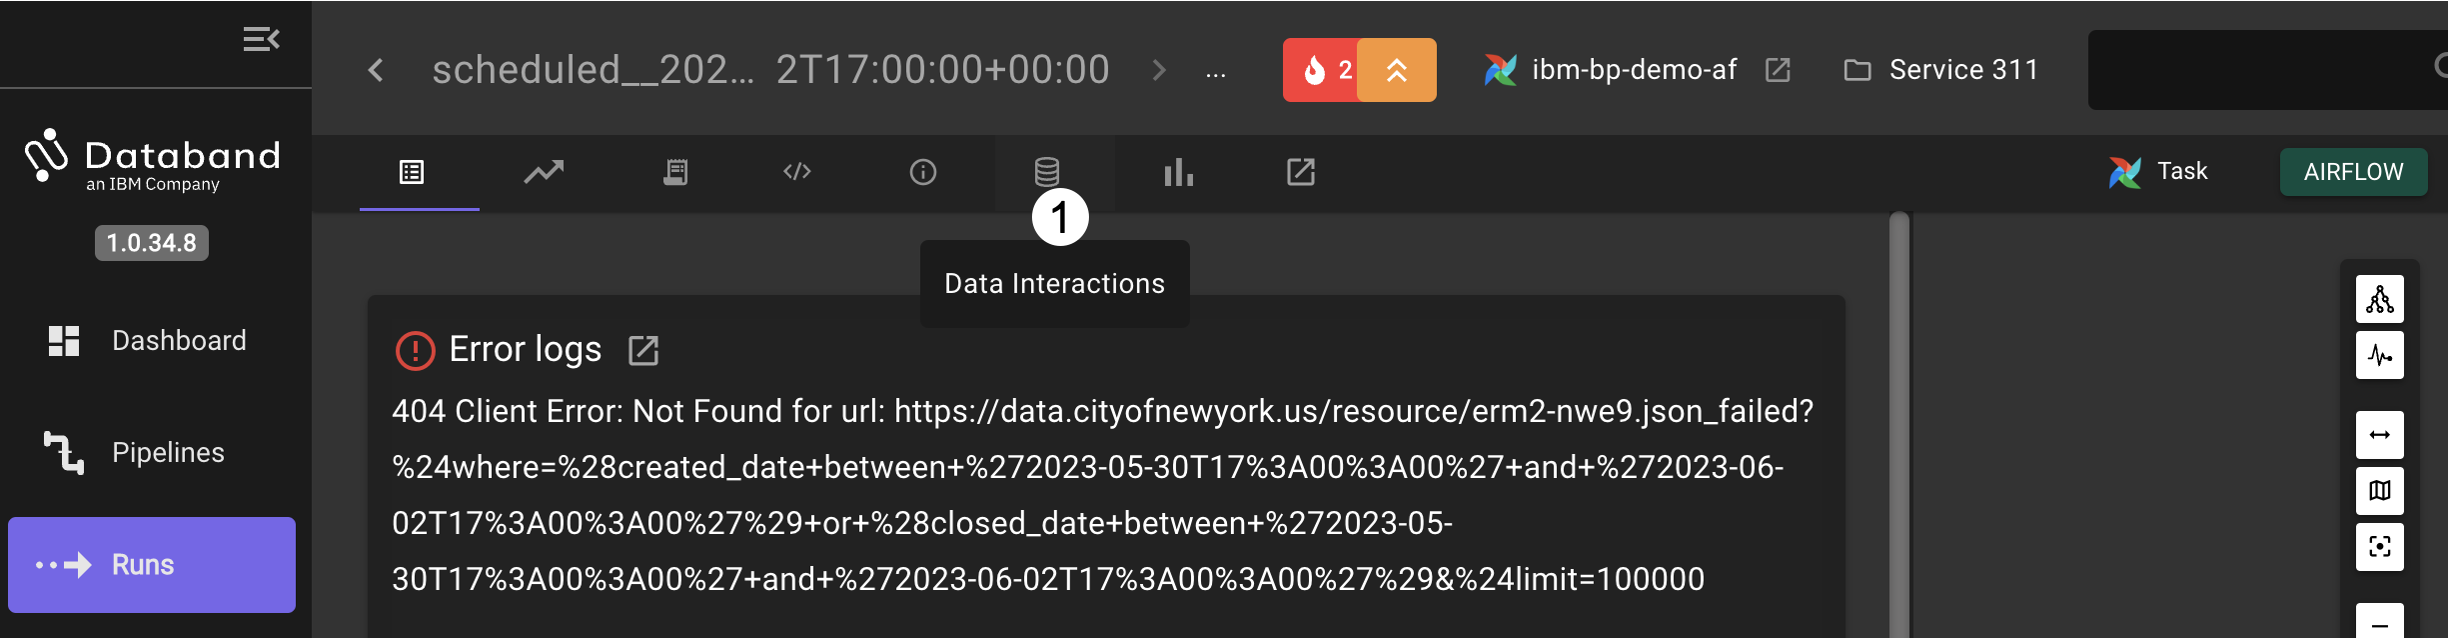 scheduled__202... 2T17:00:00+00:00
...
2
ibm-bp-demo-af
Service 311
Databand
an IBM Company
1.0.34.8
Task
AIRFLOW
1
Data Interactions
Dashboard
Pipelines
Runs
Error logs
404 Client Error: Not Found for url: https://data.cityofnewyork.us/resource/erm2-nwe9.json_failed?
%24where=%28created_date+between+%272023-05-30T17%3A00%3A00%27+and+%272023-06-
02T17%3A00%3A00%27%29+or+%28closed_date+between+%272023-05-
30T17%3A00%3A00%27+and+%272023-06-02T17%3A00%3A00%27%29&%24limit=100000